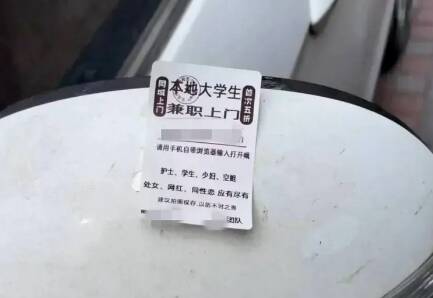 同城上门
本地大学生
首次五折
兼职上门
请用手机自带浏览器输入打开哦
护士、学生、少妇、空姐
处女、网红、同性恋 应有尽有
建议拍照保存,以防不时之需
团队